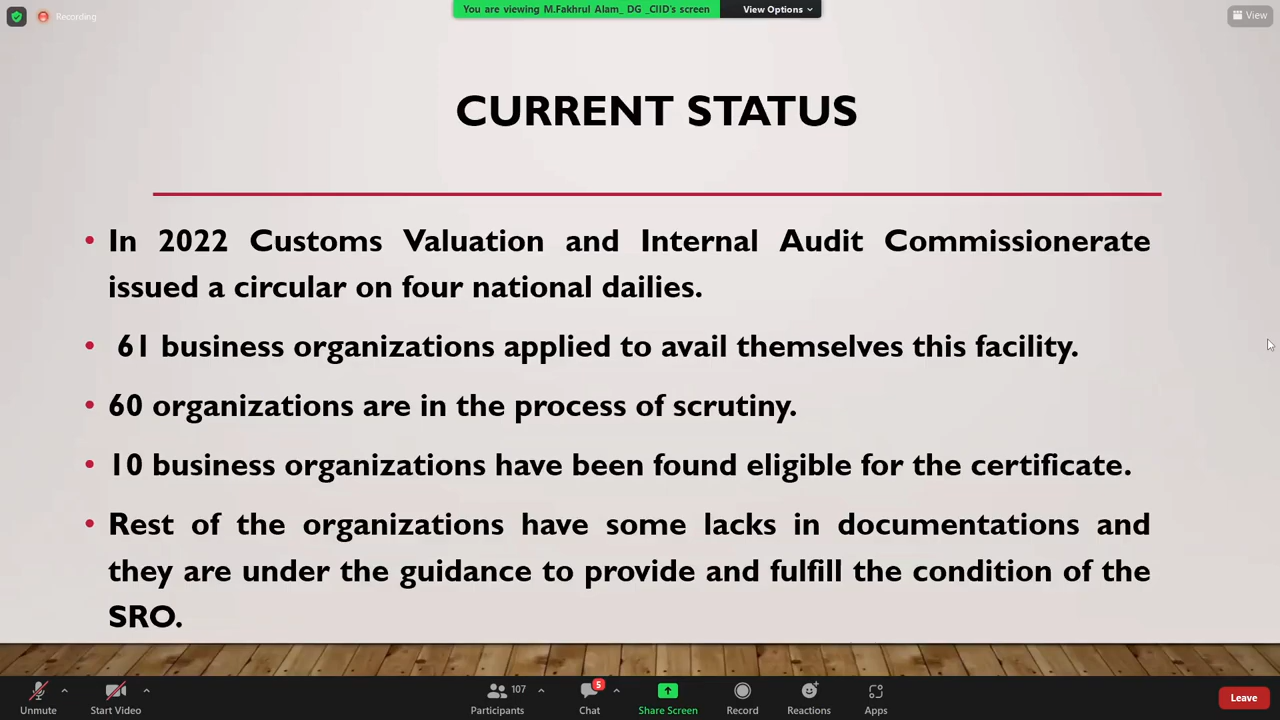 Recording
You are viewing M.Fakhrul Alam_ DG _CIID's screen
View Options
View
CURRENT STATUS
• In 2022 Customs Valuation and Internal Audit Commissionerate
issued a circular on four national dailies.
• 61 business organizations applied to avail themselves this facility.
• 60 organizations are in the process of scrutiny.
• 10 business organizations have been found eligible for the certificate.
• Rest of the organizations have some lacks in documentations and
they are under the guidance to provide and fulfill the condition of the
SRO.
Unmute
Start Video
107
Participants
5
Chat
Share Screen
Record
Reactions
Apps
Leave